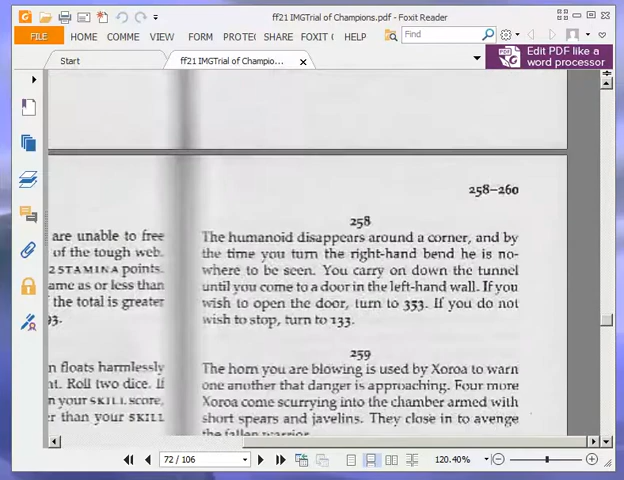 ff21 IMGTrial of Champions.pdf - Foxit Reader
FILE HOME COMME VIEW FORM PROTE SHARE FOXIT C HELP Find
Start ff21 IMGTrial of Champio... Edit PDF like a
word processor
258–260
are unable to free
of the tough web.
2 STAMINA points.
ame as or less than
the total is greater
93.
n floats harmlessly
nt. Roll two dice. If
n your SKILL score,
r than your SKILL
258
The humanoid disappears around a corner, and by
the time you turn the right-hand bend he is no-
where to be seen. You carry on down the tunnel
until you come to a door in the left-hand wall. If you
wish to open the door, turn to 353. If you do not
wish to stop, turn to 133.
259
The horn you are blowing is used by Xoroa to warn
one another that danger is approaching. Four more
Xoroa come scurrying into the chamber armed with
short spears and javelins. They close in to avenge
the fallen warrior.
72 / 106 120.40%